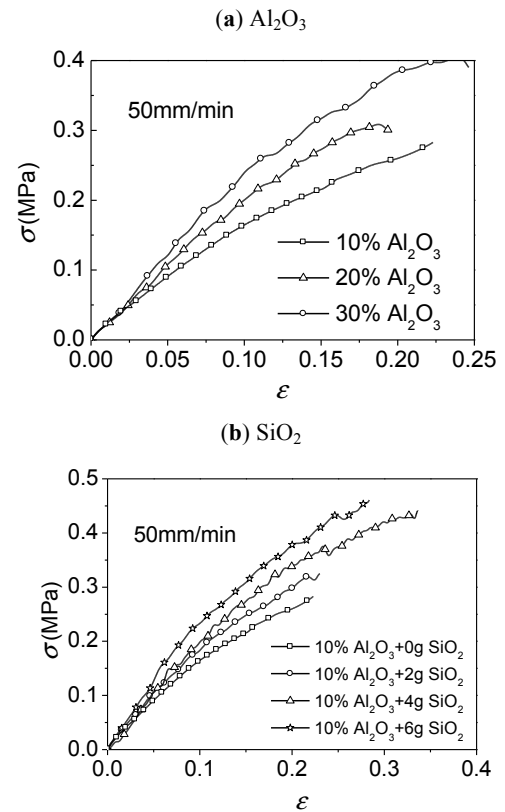 (a) Al₂O₃
0.4
0.3
0.2
0.1
0.0
σ(MPa)
50mm/min
10% Al₂O₃
20% Al₂O₃
30% Al₂O₃
0.00 0.05 0.10 0.15 0.20 0.25
ε
(b) SiO₂
0.5
0.4
0.3
0.2
0.1
0.0
σ(MPa)
50mm/min
10% Al₂O₃+0g SiO₂
10% Al₂O₃+2g SiO₂
10% Al₂O₃+4g SiO₂
10% Al₂O₃+6g SiO₂
0.0 0.1 0.2 0.3 0.4
ε